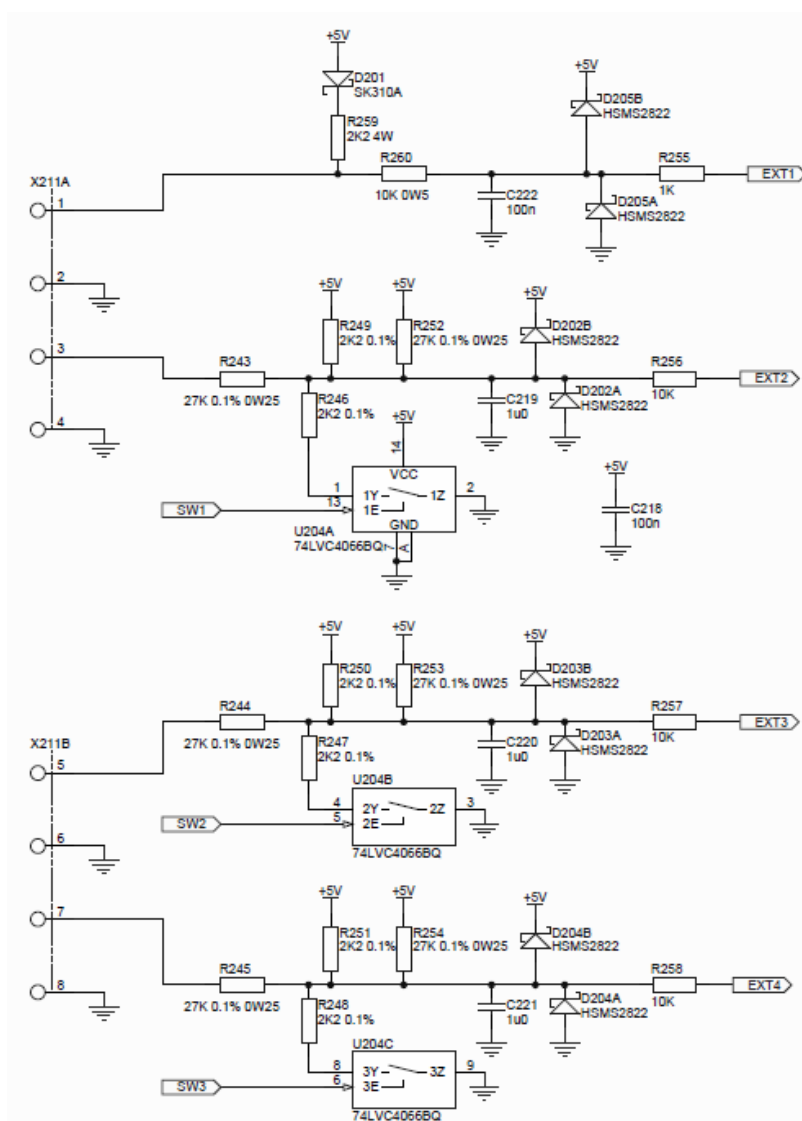 +5V
D201
SK310A
+5V
D205B
HSMS2822
R259
2K2 4W
X211A
R260
R255
EXT1
1
10K 0W5
C222
100n
1K
D205A
HSMS2822
2
+5V
+5V
+5V
R249
2K2 0.1%
R252
27K 0.1% 0W25
D202B
HSMS2822
3
R243
R256
EXT2
27K 0.1% 0W25
R246
2K2 0.1%
C219
1u0
D202A
HSMS2822
10K
+5V
4
14
VCC
+5V
1
1Y
1Z
2
SW1
13
1E
C218
100n
U204A
GND
74LVC4066BQ
7
A
+5V
+5V
+5V
R250
2K2 0.1%
R253
27K 0.1% 0W25
D203B
HSMS2822
R244
R257
EXT3
X211B
27K 0.1% 0W25
R247
2K2 0.1%
C220
1u0
D203A
HSMS2822
10K
5
U204B
4
2Y
2Z
3
SW2
5
2E
6
74LVC4066BQ
+5V
+5V
+5V
7
R251
2K2 0.1%
R254
27K 0.1% 0W25
D204B
HSMS2822
R245
R258
EXT4
8
27K 0.1% 0W25
R248
2K2 0.1%
C221
1u0
D204A
HSMS2822
10K
U204C
8
3Y
3Z
9
SW3
6
3E
74LVC4066BQ